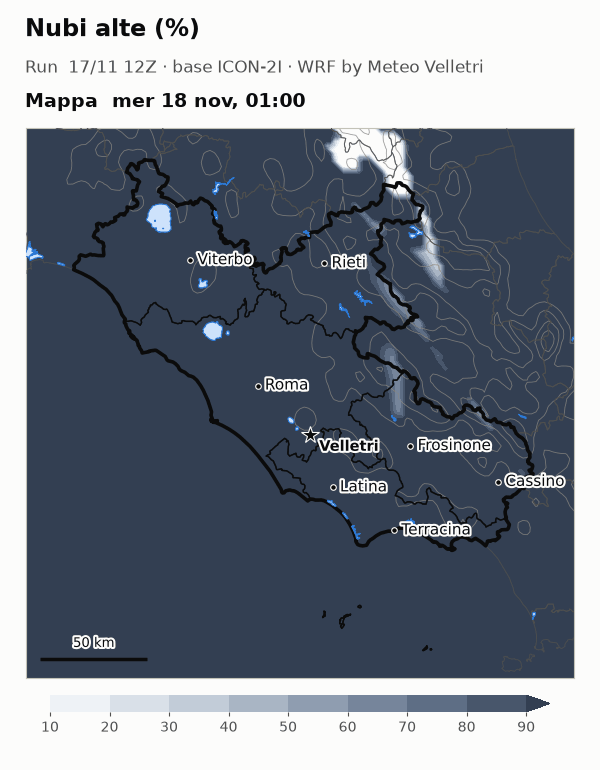 Nubi alte (%)
Run  17/11 12Z · base ICON-2I · WRF by Meteo Velletri
Mappa  mer 18 nov, 01:00
Viterbo
Rieti
Roma
Velletri
Frosinone
Cassino
Latina
Terracina
50 km
10 20 30 40 50 60 70 80 90